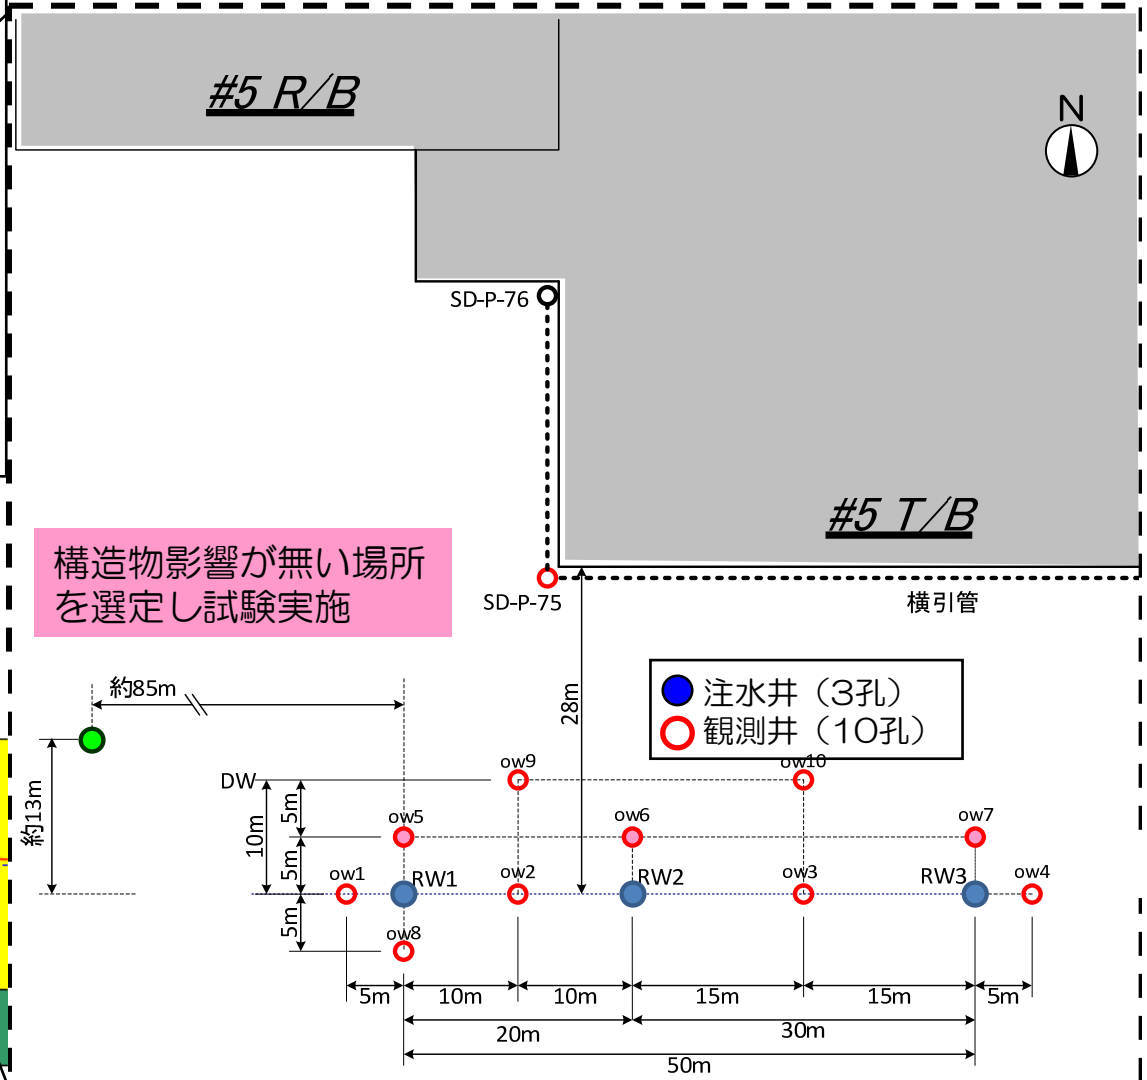 #5 R/B
N
SD-P-76
#5 T/B
構造物影響が無い場所
を選定し試験実施
SD-P-75
横引管
約85m
28m
注水井（3孔）
観測井（10孔）
約13m
DW
10m
5m
5m
5m
ow9
ow10
ow5
ow6
ow7
ow1
RW1
ow2
RW2
ow3
RW3
ow4
ow8
5m
10m
10m
15m
15m
5m
20m
30m
50m